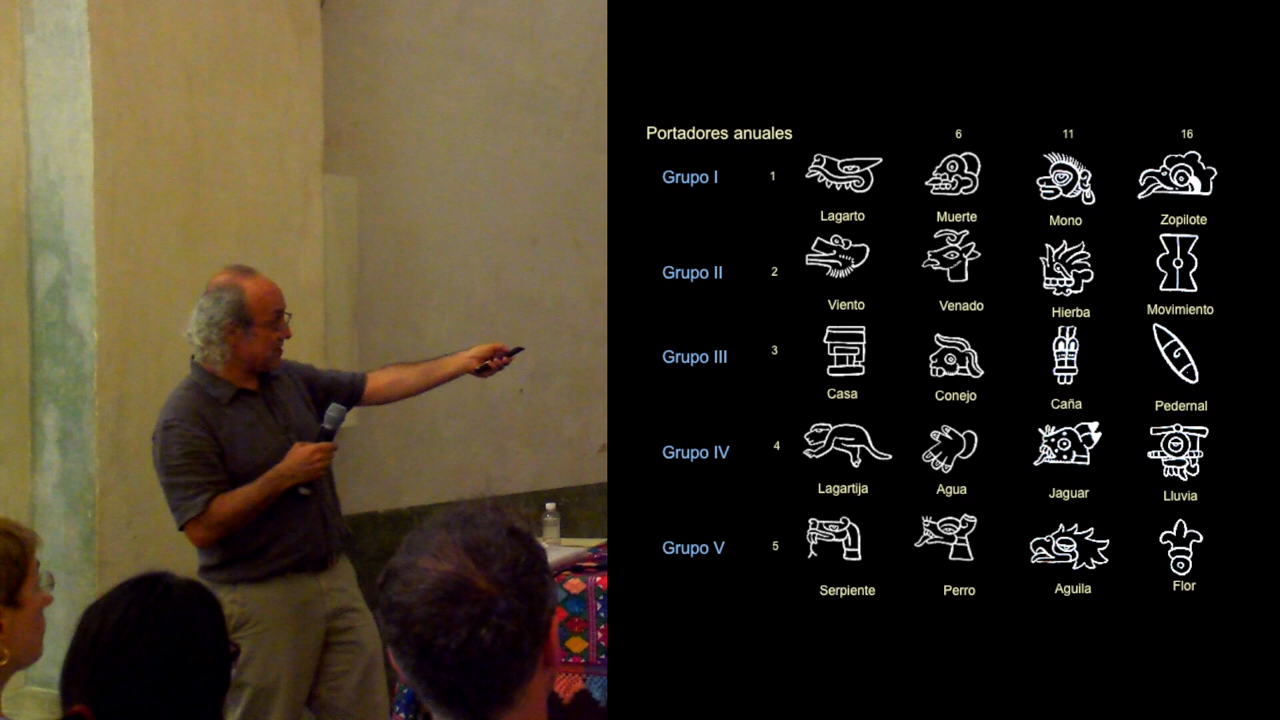 Portadores anuales 6 11 16
Grupo I 1
Lagarto Muerte Mono Zopilote
Grupo II 2
Viento Venado Hierba Movimiento
Grupo III 3
Casa Conejo Caña Pedernal
Grupo IV 4
Lagartija Agua Jaguar Lluvia
Grupo V 5
Serpiente Perro Aguila Flor